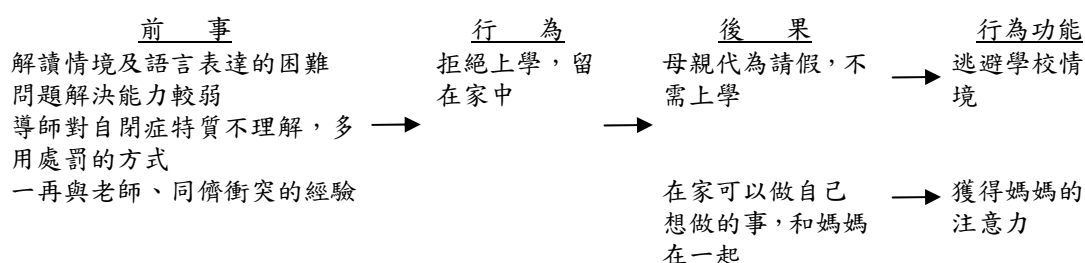 前 事
解讀情境及語言表達的困難
問題解決能力較弱
導師對自閉症特質不理解，多
用處罰的方式
一再與老師、同儕衝突的經驗
行 為
拒絕上學，留
在家中
後 果
母親代為請假，不
需上學
在家可以做自己
想做的事，和媽媽
在一起
行為功能
逃避學校情
境
獲得媽媽的
注意力